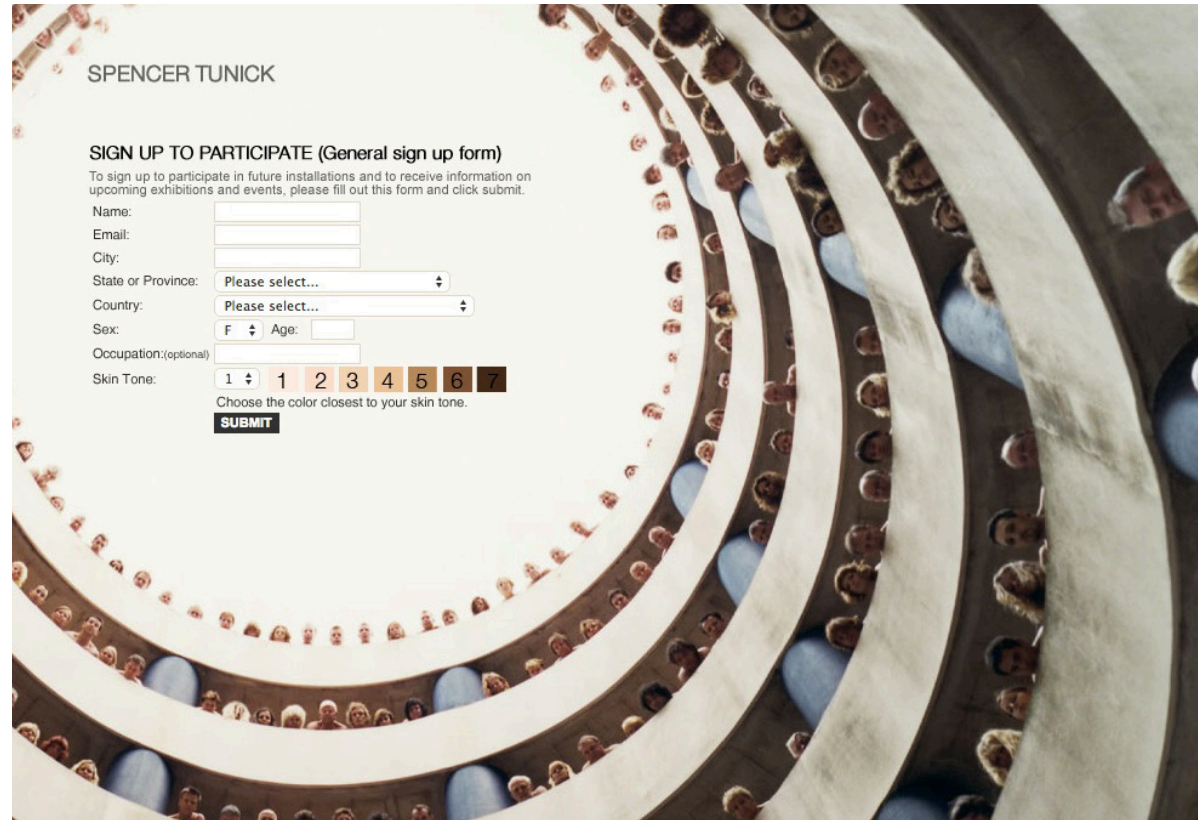 SPENCER TUNICK
SIGN UP TO PARTICIPATE (General sign up form)
To sign up to participate in future installations and to receive information on
upcoming exhibitions and events, please fill out this form and click submit.
Name:
Email:
City:
State or Province: Please select...
Country: Please select...
Sex: F Age:
Occupation:(optional)
Skin Tone: 1 1 2 3 4 5 6 7
Choose the color closest to your skin tone.
SUBMIT